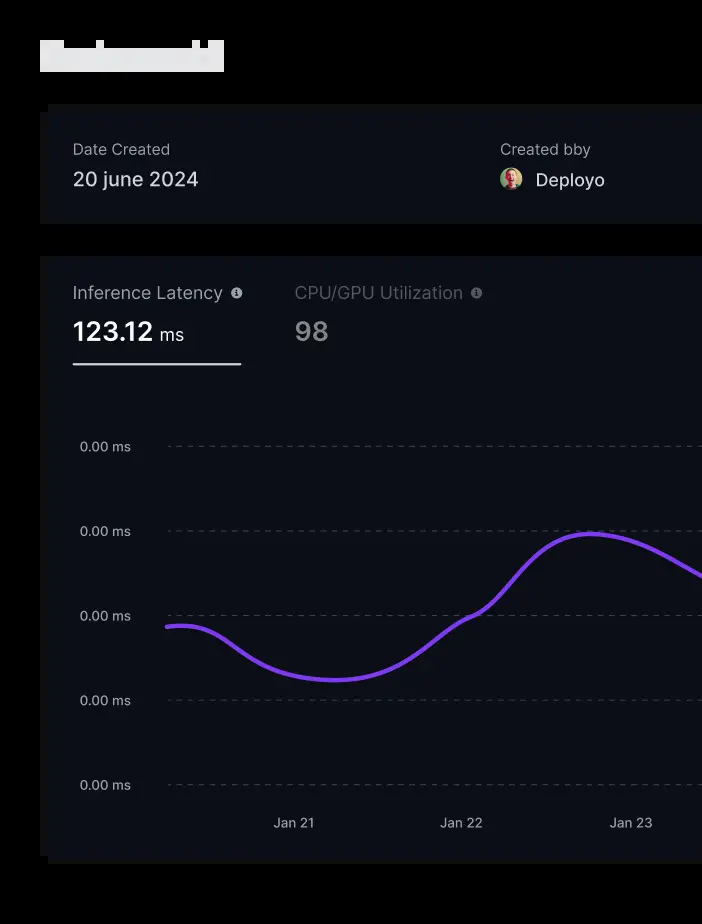 Date Created
Created bby
20 june 2024
Deployo
Inference Latency
CPU/GPU Utilization
123.12 ms
98
0.00 ms
0.00 ms
0.00 ms
0.00 ms
0.00 ms
Jan 21
Jan 22
Jan 23